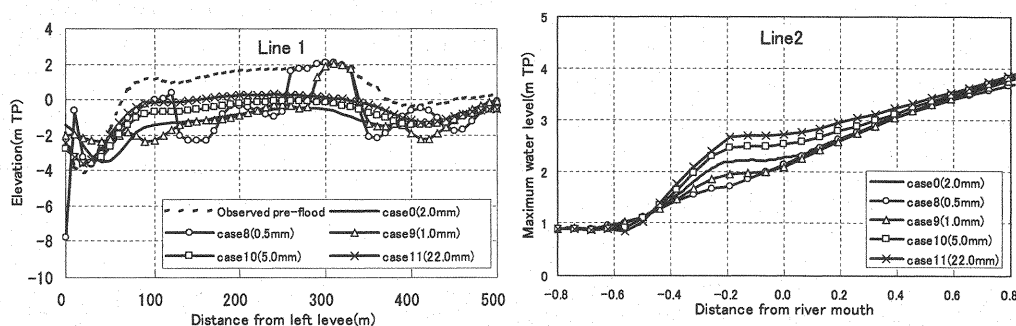 Line 1
Elevation(m TP)
4
2
0
-2
-4
-6
-8
-10
Observed pre-flood
case0(2.0mm)
case8(0.5mm)
case9(1.0mm)
case10(5.0mm)
case11(22.0mm)
0
100
200
300
400
500
Distance from left levee(m)
Line2
Maximum water level(m TP)
5
4
3
2
1
0
case0(2.0mm)
case8(0.5mm)
case9(1.0mm)
case10(5.0mm)
case11(22.0mm)
-0.8
-0.6
-0.4
-0.2
0.0
0.2
0.4
0.6
0.8
Distance from river mouth